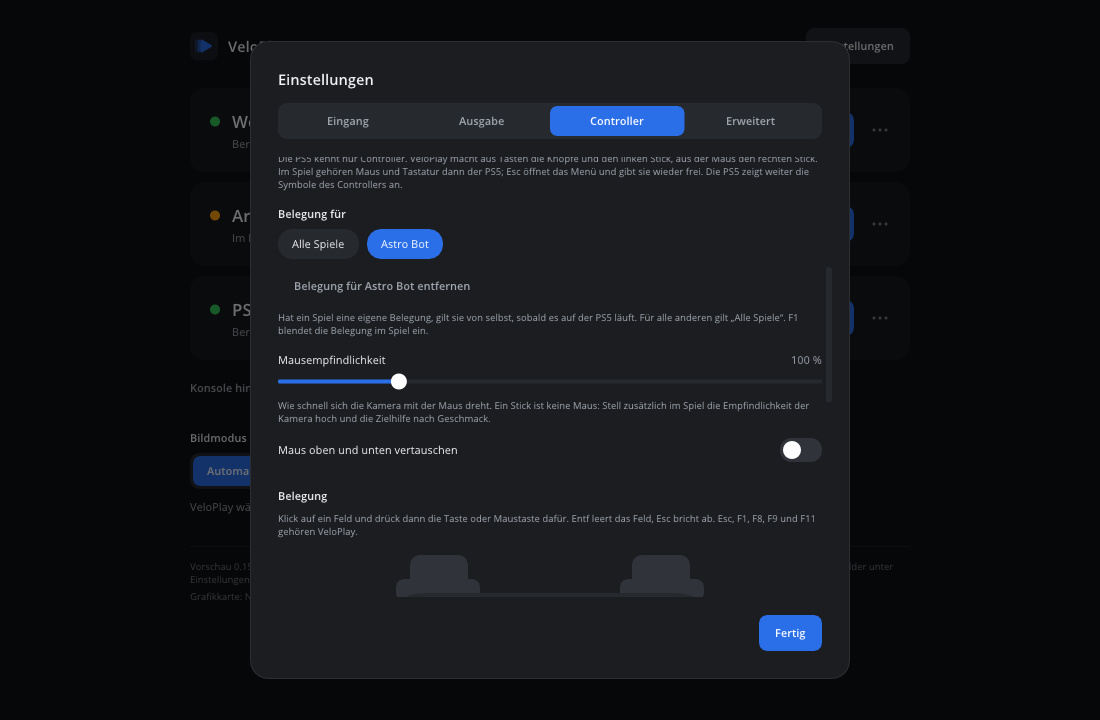 Einstellungen
Eingang
Ausgabe
Controller
Erweitert
Die PS5 kennt nur Controller. VeloPlay macht aus Tasten die Knöpfe und den linken Stick, aus der Maus den rechten Stick.
Im Spiel gehören Maus und Tastatur dann der PS5; Esc öffnet das Menü und gibt sie wieder frei. Die PS5 zeigt weiter die
Symbole des Controllers an.
Belegung für
Alle Spiele
Astro Bot
Belegung für Astro Bot entfernen
Hat ein Spiel eine eigene Belegung, gilt sie von selbst, sobald es auf der PS5 läuft. Für alle anderen gilt „Alle Spiele“. F1
blendet die Belegung im Spiel ein.
Mausempfindlichkeit
100 %
Wie schnell sich die Kamera mit der Maus dreht. Ein Stick ist keine Maus: Stell zusätzlich im Spiel die Empfindlichkeit der
Kamera hoch und die Zielhilfe nach Geschmack.
Maus oben und unten vertauschen
Belegung
Klick auf ein Feld und drück dann die Taste oder Maustaste dafür. Entf leert das Feld, Esc bricht ab. Esc, F1, F8, F9 und F11
gehören VeloPlay.
Konsole
Bildmodus
VeloPlay
Vorschau
der unter
Einstellungen
Grafikkarte:
Fertig